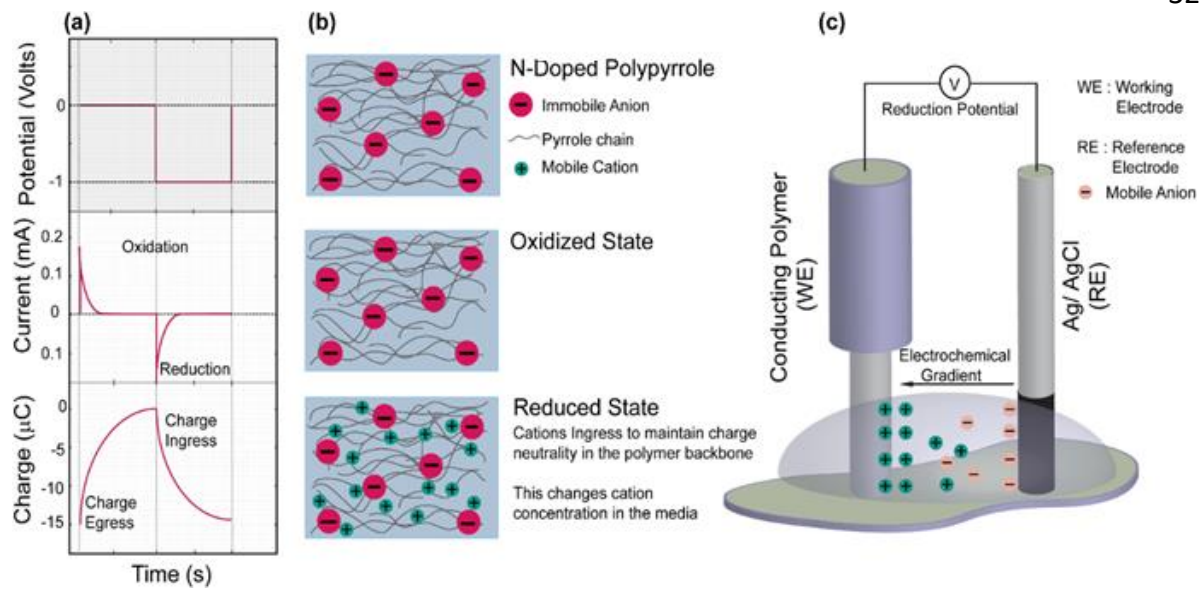 (a)
Potential (Volts)
0
-1
Current (mA)
0.2
0.1
0
0.1
Oxidation
Reduction
Charge (μC)
0
-5
-10
-15
Charge
Ingress
Charge
Egress
Time (s)
(b)
N-Doped Polypyrrole
Immobile Anion
Pyrrole chain
Mobile Cation
Oxidized State
Reduced State
Cations Ingress to maintain charge
neutrality in the polymer backbone
This changes cation
concentration in the media
(c)
V
Reduction Potential
WE : Working
Electrode
RE : Reference
Electrode
Mobile Anion
Conducting Polymer
(WE)
Ag/ AgCl
(RE)
Electrochemical
Gradient